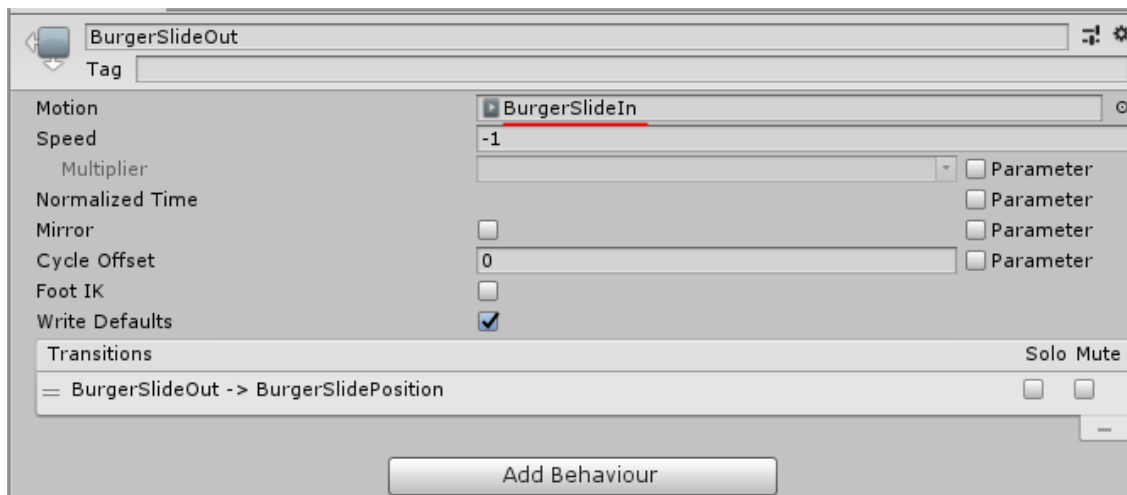 BurgerSlideOut
Tag
Motion BurgerSlideIn
Speed -1
Multiplier Parameter
Normalized Time Parameter
Mirror Parameter
Cycle Offset 0 Parameter
Foot IK
Write Defaults
Transitions Solo Mute
= BurgerSlideOut -> BurgerSlidePosition
Add Behaviour